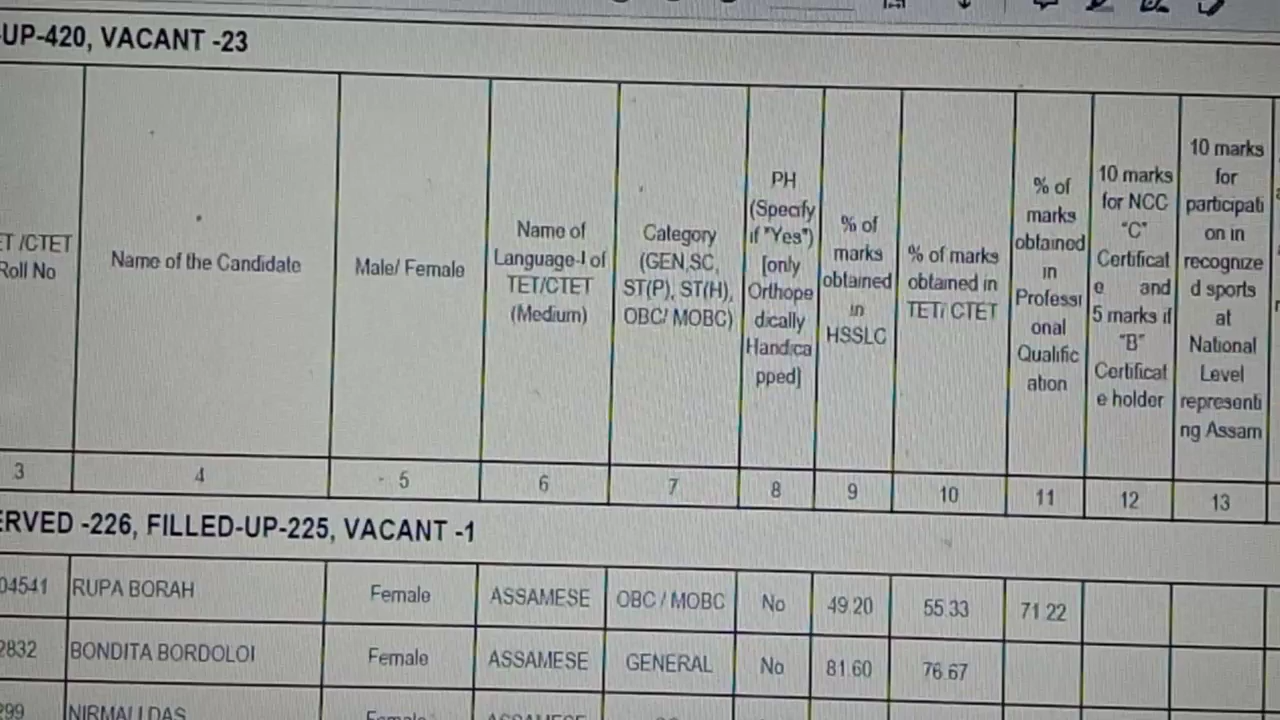 -UP-420, VACANT -23
ET /CTET
Roll No
Name of the Candidate
Male/ Female
Name of
Language-I of
TET/CTET
(Medium)
Category
(GEN,SC,
ST(P), ST(H),
OBC/ MOBC)
PH
(Specify
if "Yes")
[only
Orthope
dically
Handica
pped]
% of
marks
obtained
in
HSSLC
% of marks
obtained in
TET/ CTET
% of
marks
obtained
in
Professi
onal
Qualific
ation
10 marks
for NCC
"C"
Certificat
e and
5 marks if
"B"
Certificat
e holder
10 marks
for
participati
on in
recognize
d sports
at
National
Level
representi
ng Assam
3 4 5 6 7 8 9 10 11 12 13
ERVED -226, FILLED-UP-225, VACANT -1
04541 RUPA BORAH Female ASSAMESE OBC / MOBC No 49.20 55.33 71.22
2832 BONDITA BORDOLOI Female ASSAMESE GENERAL No 81.60 76.67
299 NIRMALI DAS Female ASSAMESE